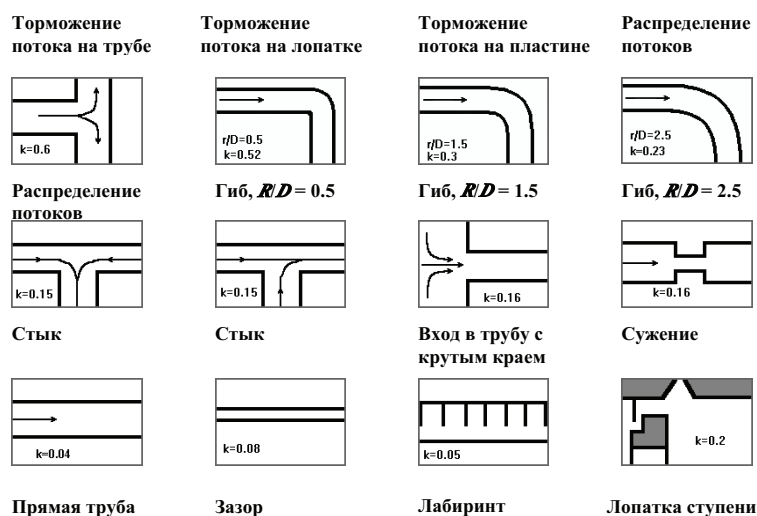 Торможение
потока на трубе
Торможение
потока на лопатке
Торможение
потока на пластине
Распределение
потоков
k=0.6
r/D=0.5
k=0.52
r/D=1.5
k=0.3
r/D=2.5
k=0.23
Распределение
потоков
Гиб, R/D = 0.5
Гиб, R/D = 1.5
Гиб, R/D = 2.5
k=0.15
k=0.15
k=0.16
k=0.16
Стык
Стык
Вход в трубу с
крутым краем
Сужение
k=0.04
k=0.08
k=0.05
k=0.2
Прямая труба
Зазор
Лабиринт
Лопатка ступени